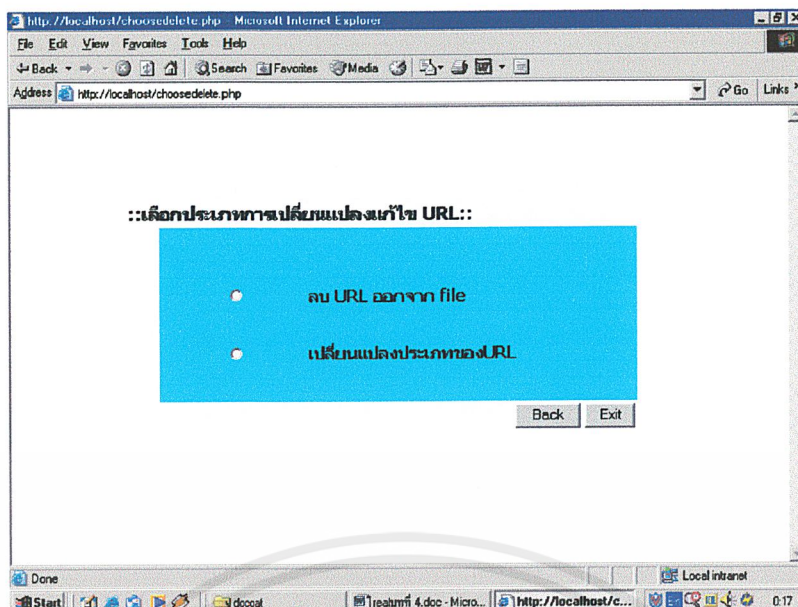 http://localhost/choosedelete.php - Microsoft Internet Explorer
File Edit View Favorites Tools Help
Back Search Favorites Media
Address http://localhost/choosedelete.php Go Links
::เลือกประเภทการเปลี่ยนแปลงแก้ไข URL::
ลบ URL ออกจาก file
เปลี่ยนแปลงประเภทของURL
Back Exit
Done Local intranet
Start 4.doc - Micro... http://localhost/c... 0:17